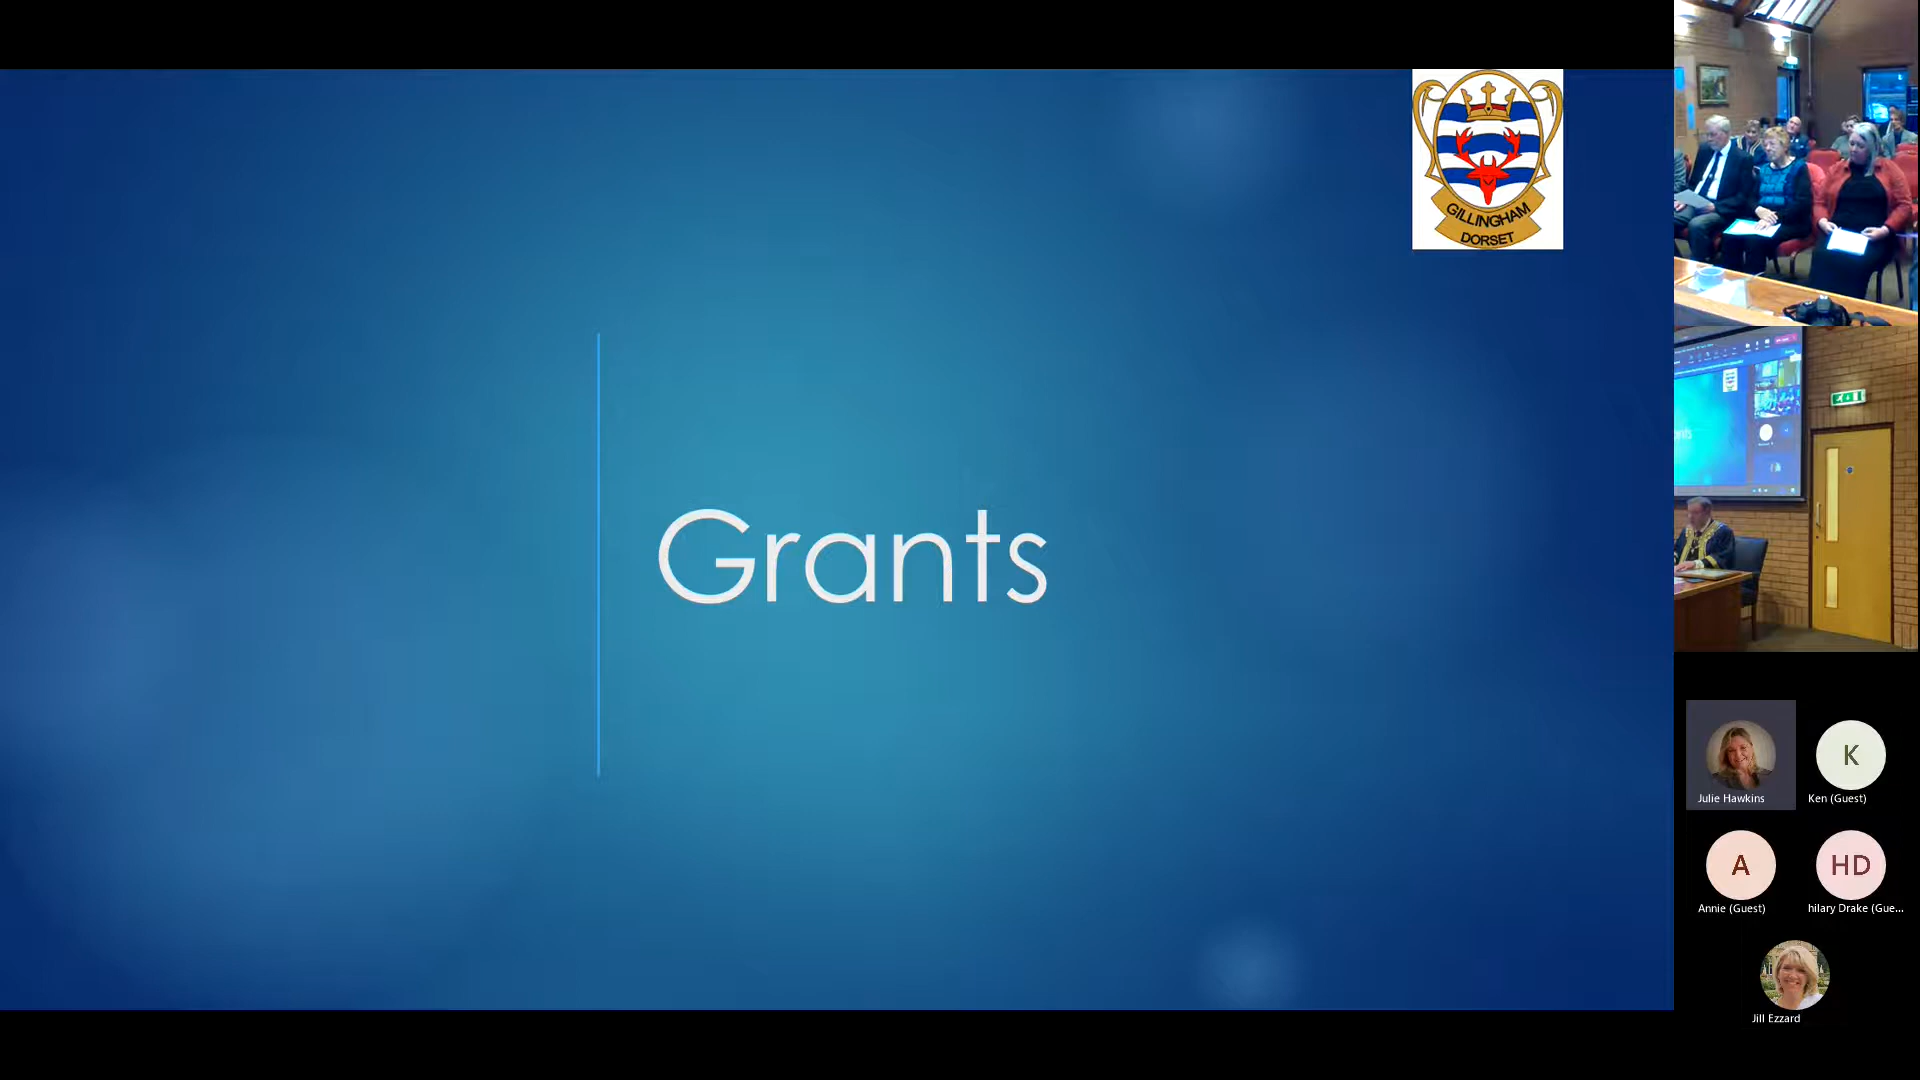 GILLINGHAM
DORSET
Grants
Julie Hawkins
K
Ken (Guest)
A
Annie (Guest)
HD
hilary Drake (Gue...
Jill Ezzard